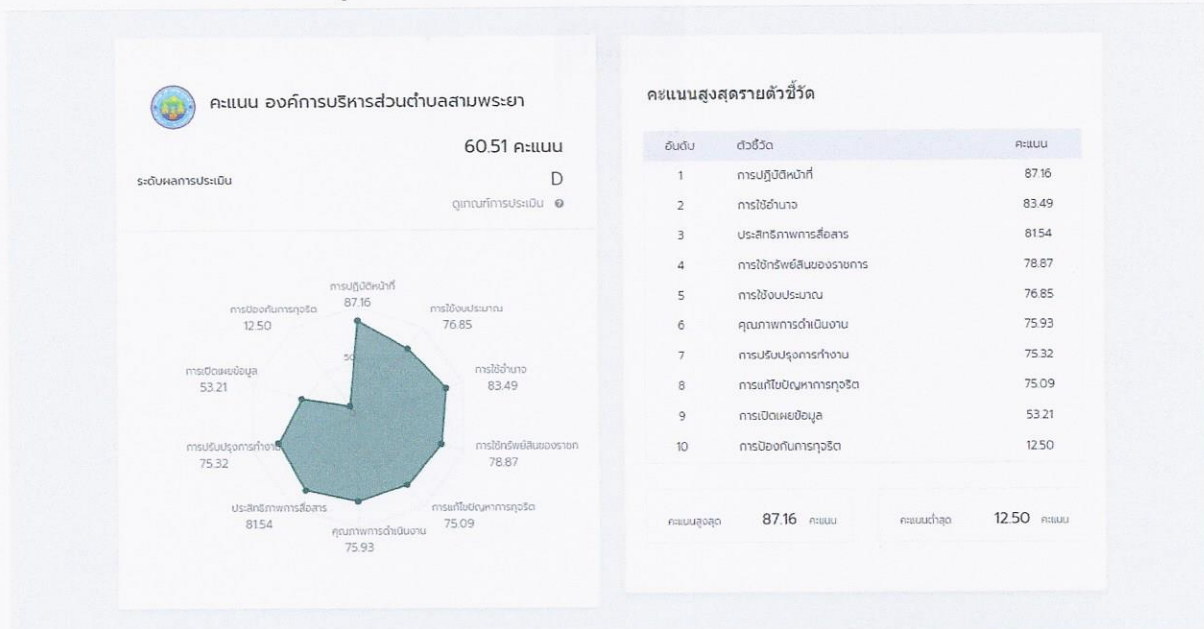 คะแนน องค์การบริหารส่วนตำบลสามพระยา
60.51 คะแนน
ระดับผลการประเมิน
D
ดูเกณฑ์การประเมิน
การปฏิบัติหน้าที่
87.16
การใช้งบประมาณ
76.85
การใช้อำนาจ
83.49
การใช้ทรัพย์สินของราชก
78.87
การแก้ไขปัญหาการทุจริต
75.09
คุณภาพการดำเนินงาน
75.93
ประสิทธิภาพการสื่อสาร
81.54
การปรับปรุงการทำงาน
75.32
การเปิดเผยข้อมูล
53.21
การป้องกันการทุจริต
12.50
50
คะแนนสูงสุดรายตัวชี้วัด
อันดับ ตัวชี้วัด คะแนน
1 การปฏิบัติหน้าที่ 87.16
2 การใช้อำนาจ 83.49
3 ประสิทธิภาพการสื่อสาร 81.54
4 การใช้ทรัพย์สินของราชการ 78.87
5 การใช้งบประมาณ 76.85
6 คุณภาพการดำเนินงาน 75.93
7 การปรับปรุงการทำงาน 75.32
8 การแก้ไขปัญหาการทุจริต 75.09
9 การเปิดเผยข้อมูล 53.21
10 การป้องกันการทุจริต 12.50
คะแนนสูงสุด 87.16 คะแนน
คะแนนต่ำสุด 12.50 คะแนน